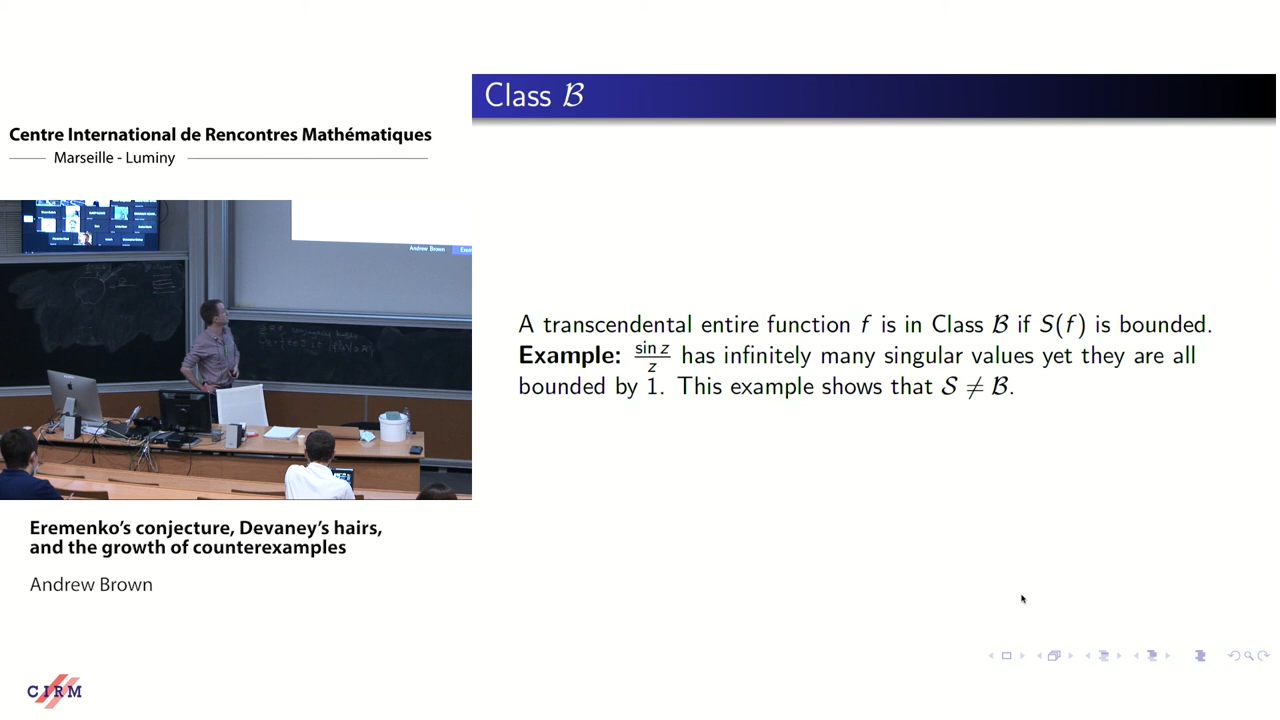 Class ℬ
Centre International de Rencontres Mathématiques
Marseille - Luminy
Andrew Brown
A transcendental entire function f is in Class ℬ if S(f) is bounded.
Example: sin z / z has infinitely many singular values yet they are all
bounded by 1. This example shows that 𝒮 ≠ ℬ.
Eremenko's conjecture, Devaney's hairs,
and the growth of counterexamples
Andrew Brown
CIRM